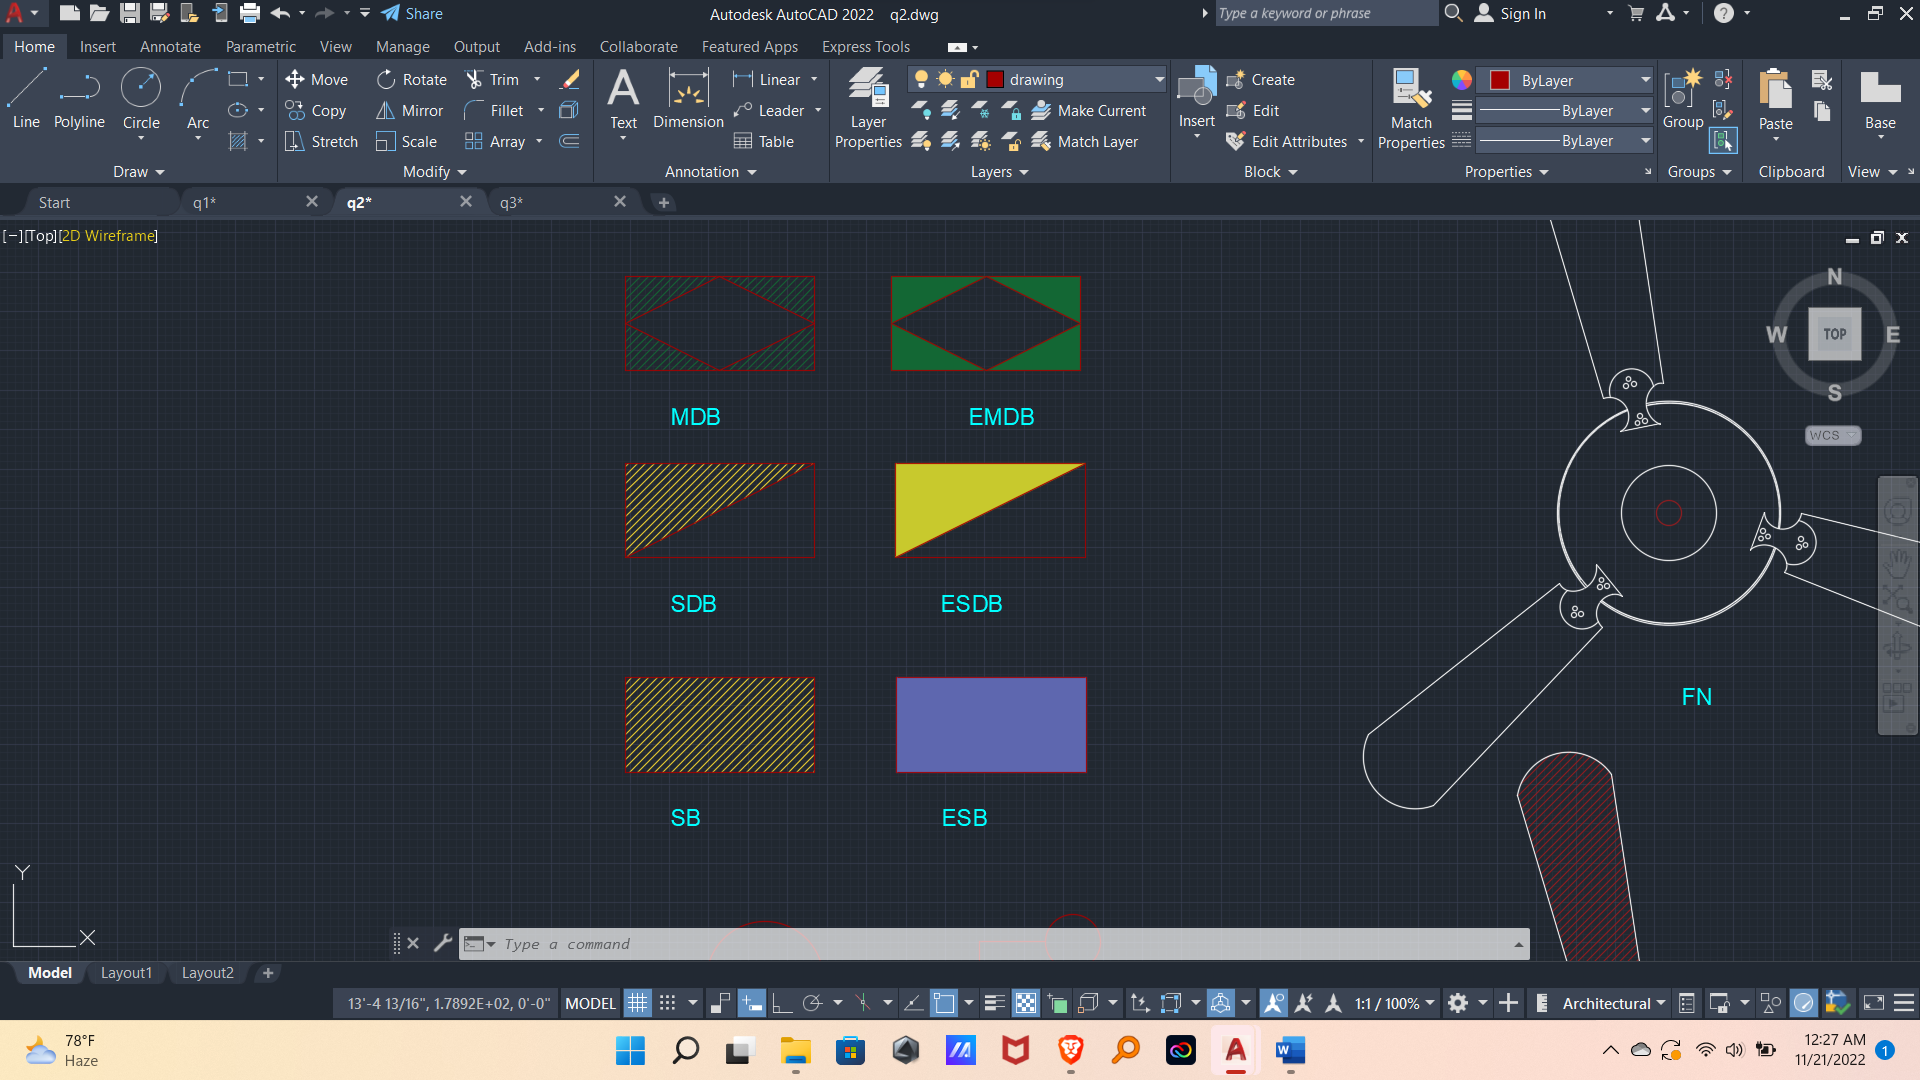 Share
Autodesk AutoCAD 2022 q2.dwg
Type a keyword or phrase
Sign In
Home Insert Annotate Parametric View Manage Output Add-ins Collaborate Featured Apps Express Tools
Line Polyline Circle Arc
Move Rotate Trim
Copy Mirror Fillet
Stretch Scale Array
Text Dimension
Linear
Leader
Table
Layer Properties
drawing
Make Current
Match Layer
Insert
Create
Edit
Edit Attributes
Match Properties
ByLayer
ByLayer
ByLayer
Group
Paste
Base
Draw Modify Annotation Layers Block Properties Groups Clipboard View
Start q1* q2* q3*
[−][Top][2D Wireframe]
N
W TOP E
S
WCS
MDB EMDB
SDB ESDB
FN
SB ESB
Y
X
Type a command
Model Layout1 Layout2
13'-4 13/16", 1.7892E+02, 0'-0" MODEL 1:1 / 100% Architectural
78°F
Haze
12:27 AM
11/21/2022
1